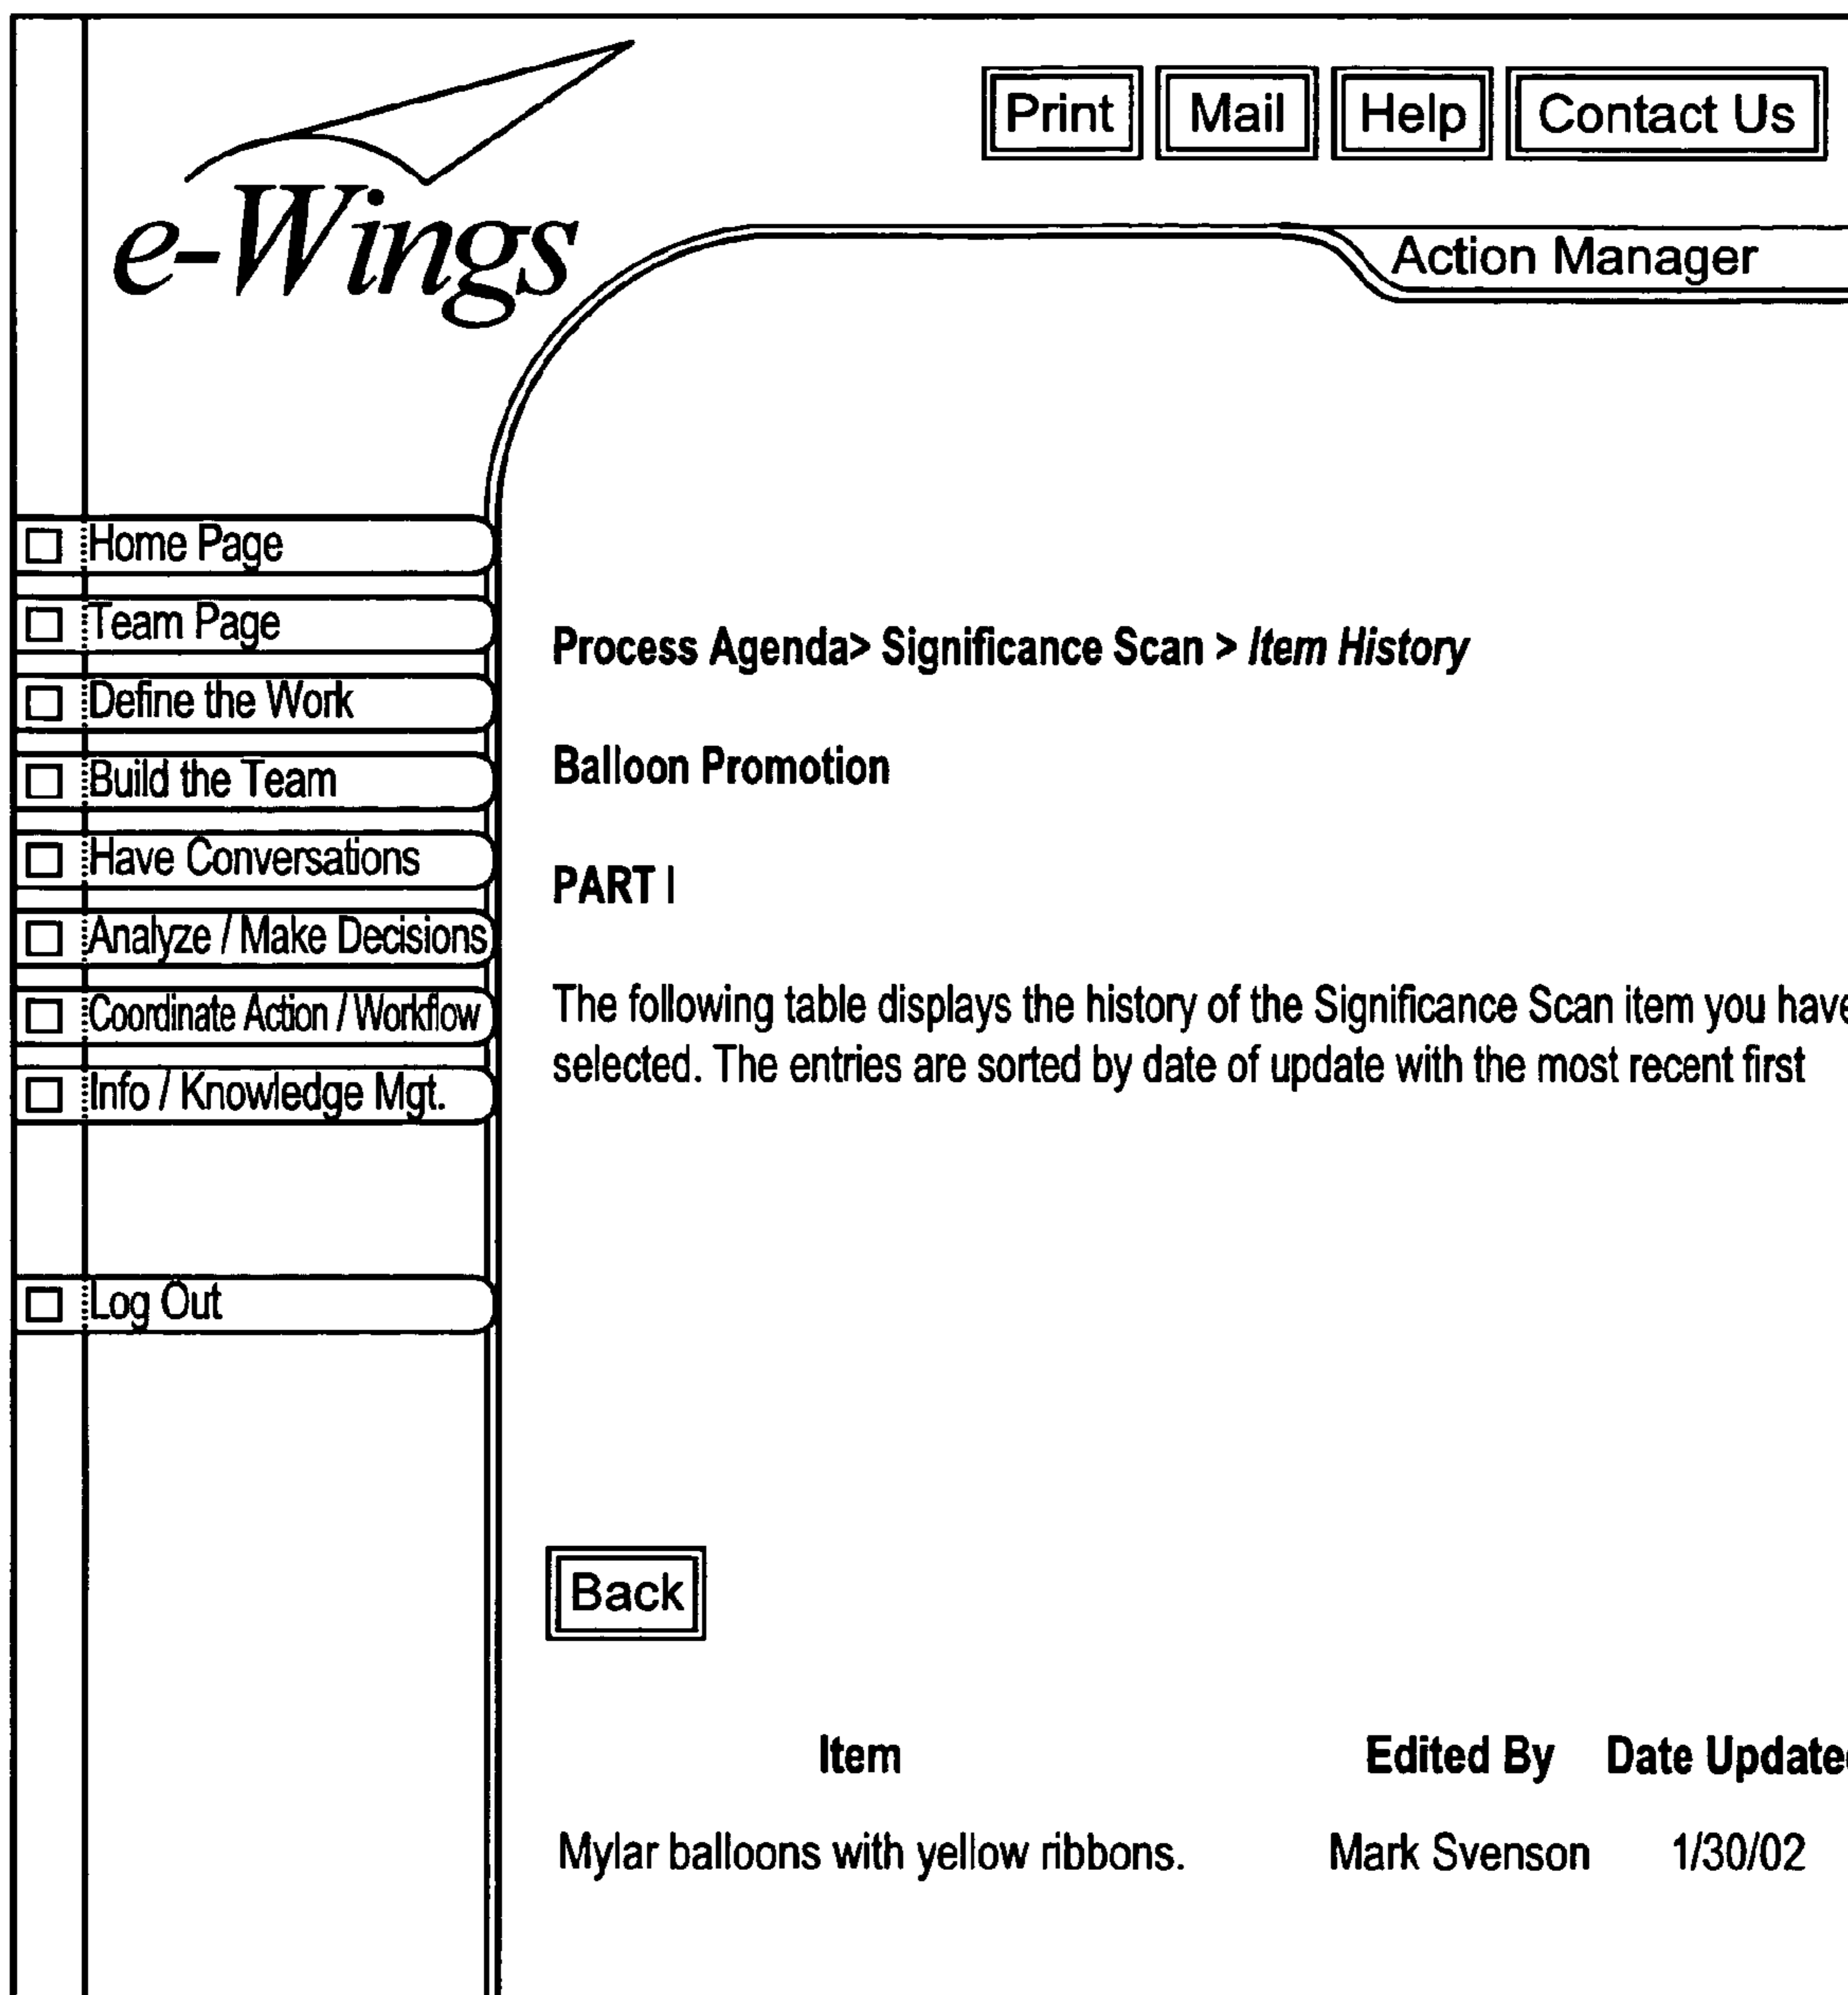 e-Wings
Print Mail Help Contact Us
Action Manager
Home Page
Team Page
Define the Work
Build the Team
Have Conversations
Analyze / Make Decisions
Coordinate Action / Workflow
Info / Knowledge Mgt.
Log Out
Process Agenda> Significance Scan > Item History
Balloon Promotion
PART I
The following table displays the history of the Significance Scan item you have
selected. The entries are sorted by date of update with the most recent first
Back
Item Edited By Date Updated
Mylar balloons with yellow ribbons. Mark Svenson 1/30/02